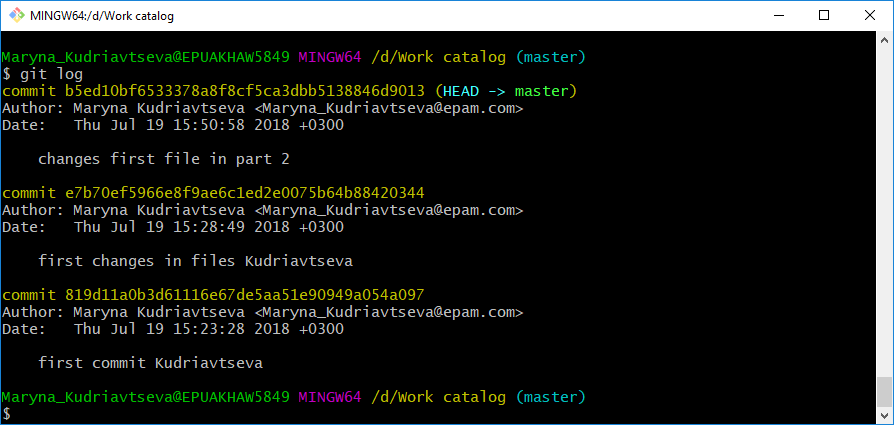 MINGW64:/d/Work catalog
Maryna_Kudriavtseva@EPUAKHAW5849 MINGW64 /d/Work catalog (master)
$ git log
commit b5ed10bf6533378a8f8cf5ca3dbb5138846d9013 (HEAD -> master)
Author: Maryna Kudriavtseva <Maryna_Kudriavtseva@epam.com>
Date:   Thu Jul 19 15:50:58 2018 +0300
    changes first file in part 2
commit e7b70ef5966e8f9ae6c1ed2e0075b64b88420344
Author: Maryna Kudriavtseva <Maryna_Kudriavtseva@epam.com>
Date:   Thu Jul 19 15:28:49 2018 +0300
    first changes in files Kudriavtseva
commit 819d11a0b3d61116e67de5aa51e90949a054a097
Author: Maryna Kudriavtseva <Maryna_Kudriavtseva@epam.com>
Date:   Thu Jul 19 15:23:28 2018 +0300
    first commit Kudriavtseva
Maryna_Kudriavtseva@EPUAKHAW5849 MINGW64 /d/Work catalog (master)
$